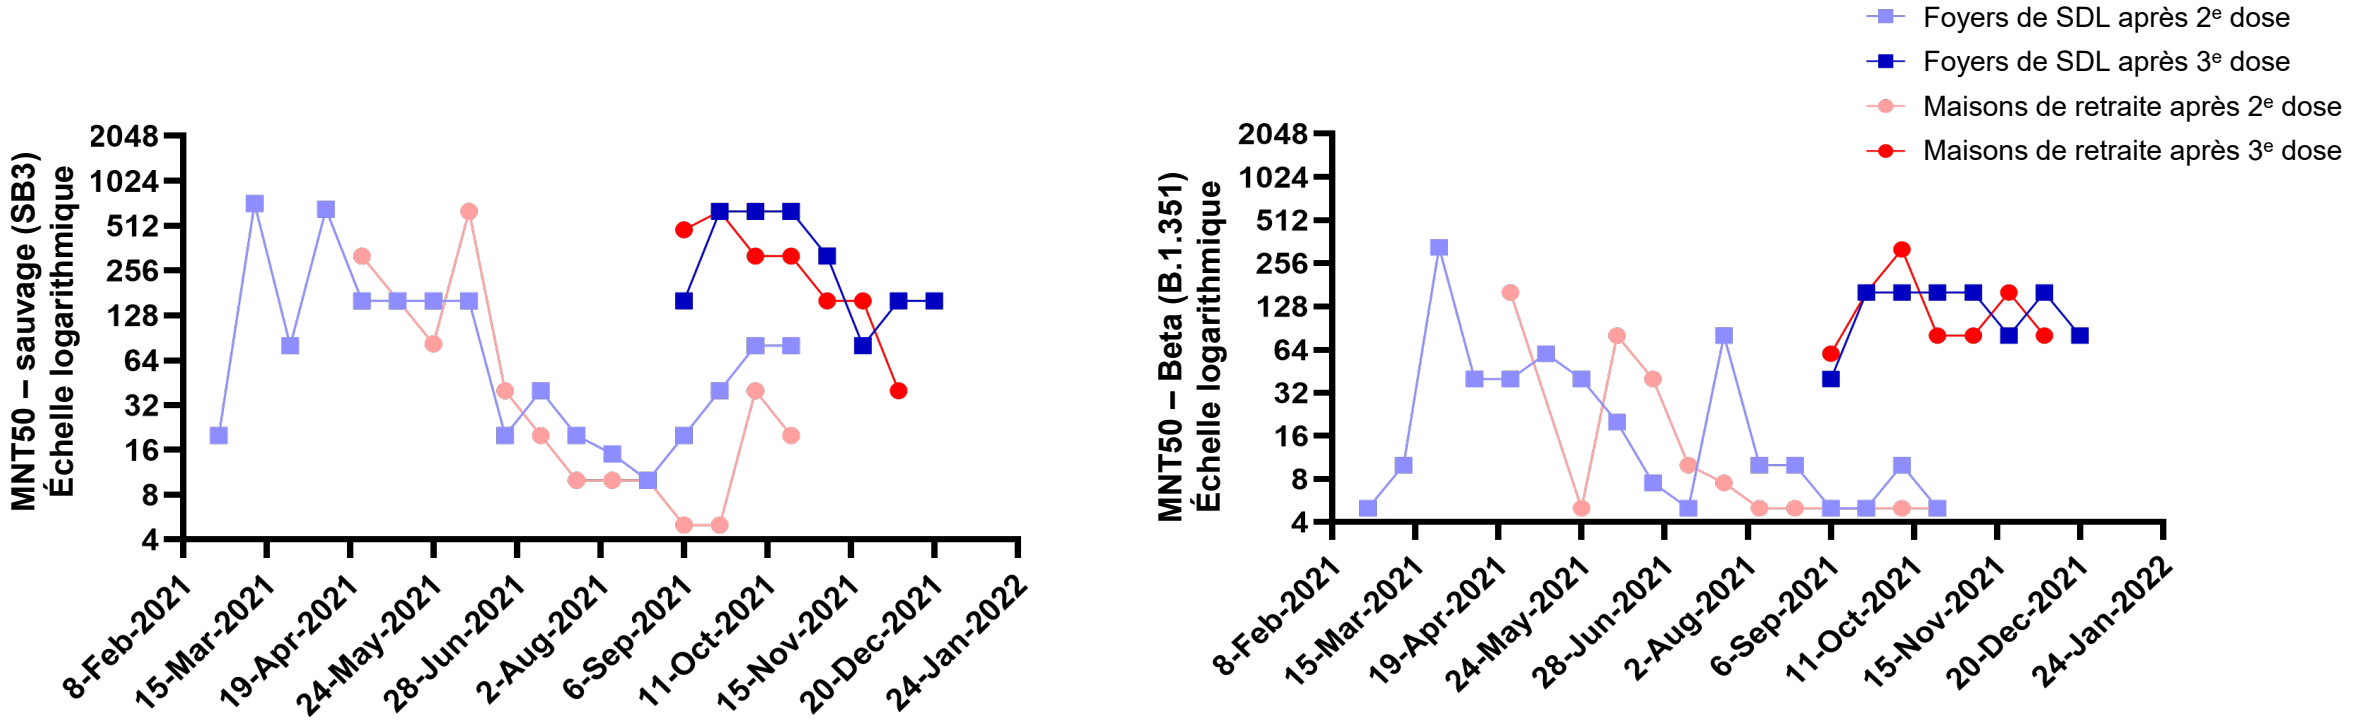 Foyers de SDL après 2ᵉ dose
Foyers de SDL après 3ᵉ dose
Maisons de retraite après 2ᵉ dose
Maisons de retraite après 3ᵉ dose
MNT50 – sauvage (SB3)
Échelle logarithmique
2048
1024
512
256
128
64
32
16
8
4
8-Feb-2021
15-Mar-2021
19-Apr-2021
24-May-2021
28-Jun-2021
2-Aug-2021
6-Sep-2021
11-Oct-2021
15-Nov-2021
20-Dec-2021
24-Jan-2022
MNT50 – Beta (B.1.351)
Échelle logarithmique
2048
1024
512
256
128
64
32
16
8
4
8-Feb-2021
15-Mar-2021
19-Apr-2021
24-May-2021
28-Jun-2021
2-Aug-2021
6-Sep-2021
11-Oct-2021
15-Nov-2021
20-Dec-2021
24-Jan-2022